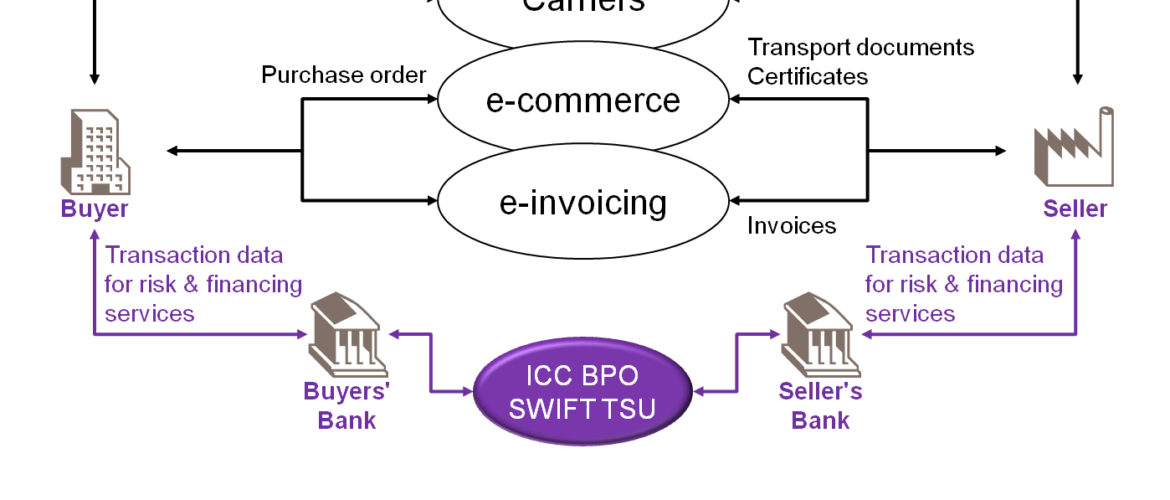 Carriers
Transport documents
Certificates
Purchase order
e-commerce
e-invoicing
Buyer
Seller
Invoices
Transaction data
for risk & financing
services
Transaction data
for risk & financing
services
ICC BPO
SWIFT TSU
Buyers'
Bank
Seller's
Bank